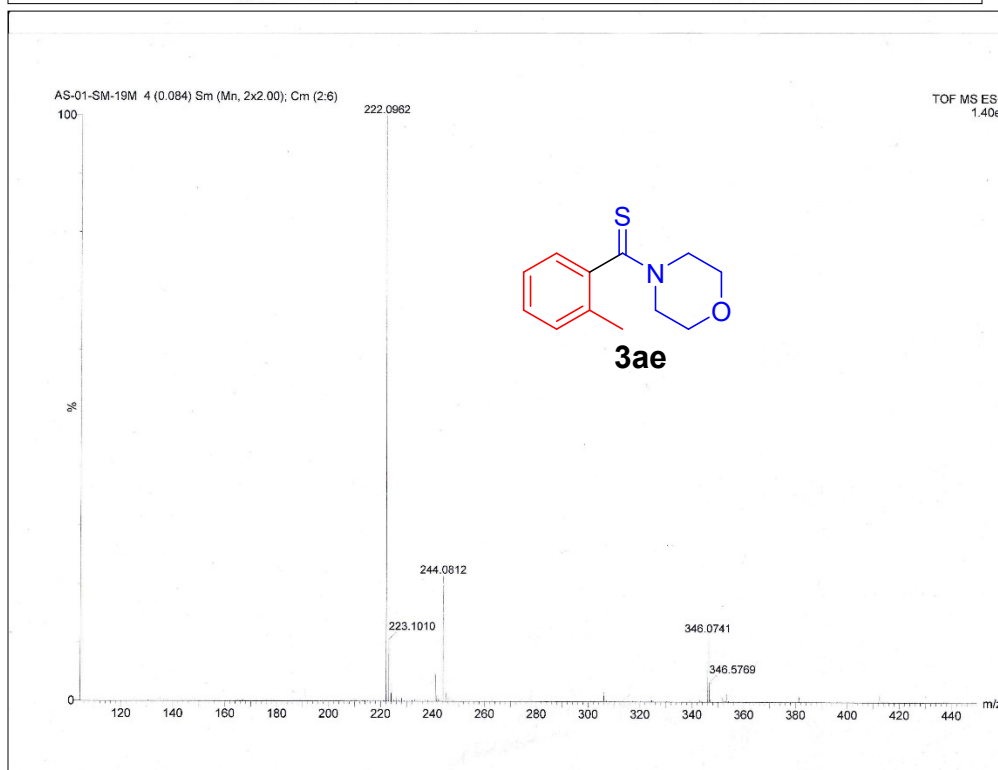 AS-01-SM-19M 4 (0.084) Sm (Mn, 2x2.00); Cm (2:6)
TOF MS ES
1.40e
100
222.0962
S
N
O
3ae
%
244.0812
223.1010
346.0741
346.5769
0
120 140 160 180 200 220 240 260 280 300 320 340 360 380 400 420 440 m/z